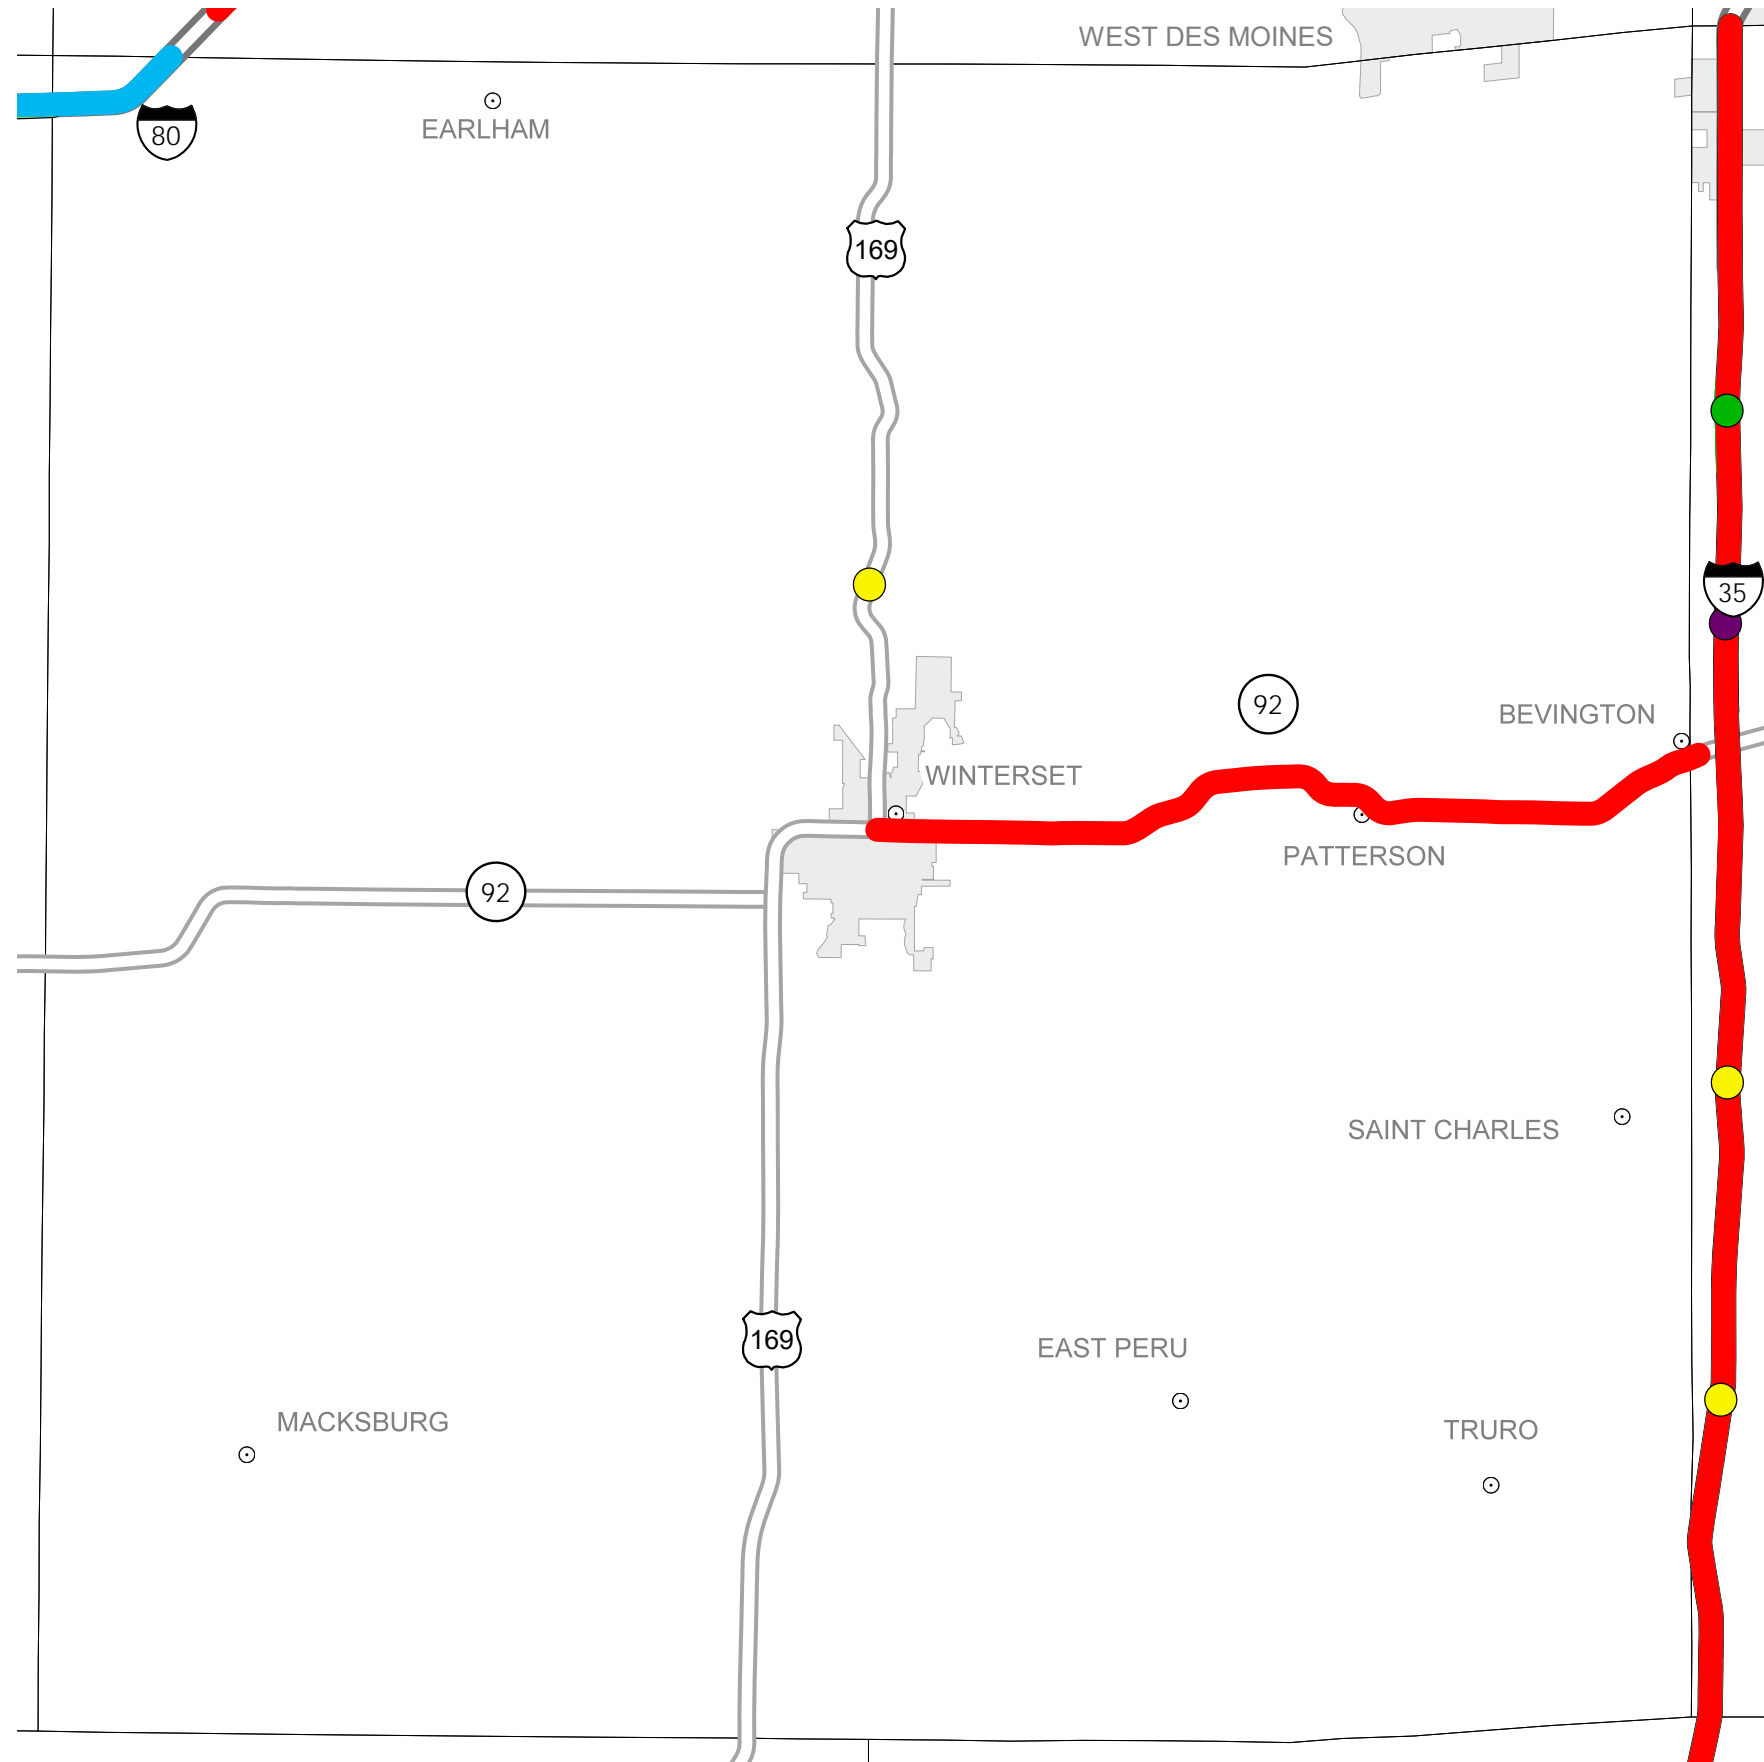 WEST DES MOINES
EARLHAM
80
169
35
92
BEVINGTON
WINTERSET
PATTERSON
92
SAINT CHARLES
169
EAST PERU
MACKSBURG
TRURO